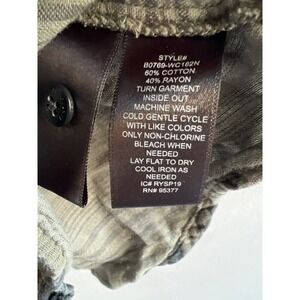 STYLE#
B0769-WC162N
60% COTTON
40% RAYON
TURN GARMENT
INSIDE OUT
MACHINE WASH
COLD GENTLE CYCLE
WITH LIKE COLORS
ONLY NON-CHLORINE
BLEACH WHEN
NEEDED
LAY FLAT TO DRY
COOL IRON AS
NEEDED
IC# RYSP19
RN# 95377